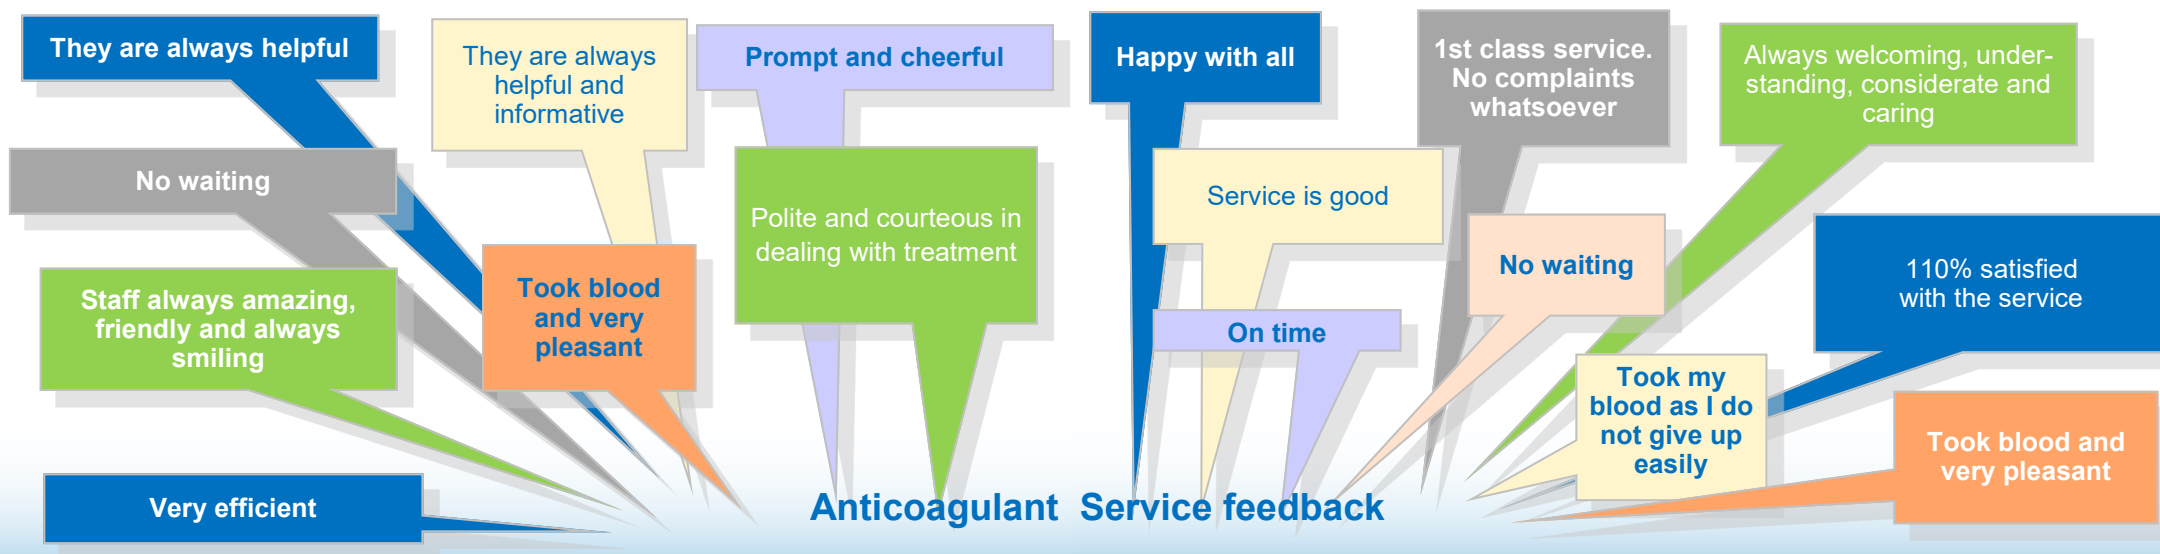 They are always helpful
They are always
helpful and
informative
Prompt and cheerful
Happy with all
1st class service.
No complaints
whatsoever
Always welcoming, under-
standing, considerate and
caring
No waiting
Polite and courteous in
dealing with treatment
Service is good
No waiting
110% satisfied
with the service
Staff always amazing,
friendly and always
smiling
Took blood
and very
pleasant
On time
Took my
blood as I do
not give up
easily
Took blood and
very pleasant
Very efficient
Anticoagulant Service feedback